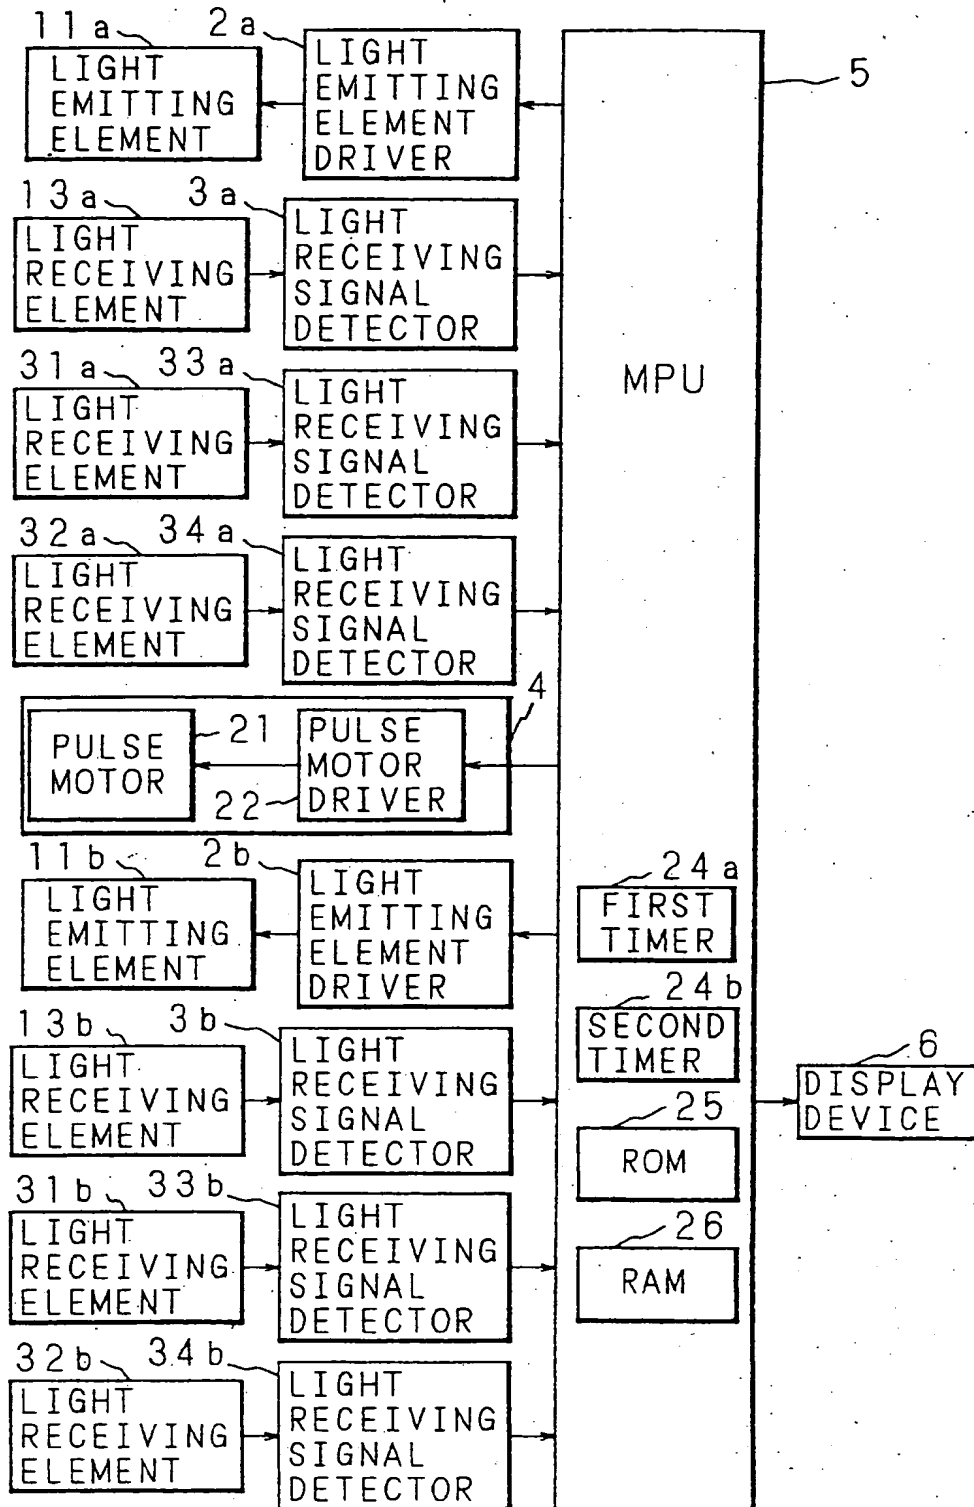 11a
2a
LIGHT
EMITTING
ELEMENT
LIGHT
EMITTING
ELEMENT
DRIVER
5
13a
3a
LIGHT
RECEIVING
ELEMENT
LIGHT
RECEIVING
SIGNAL
DETECTOR
MPU
31a
33a
LIGHT
RECEIVING
ELEMENT
LIGHT
RECEIVING
SIGNAL
DETECTOR
32a
34a
LIGHT
RECEIVING
ELEMENT
LIGHT
RECEIVING
SIGNAL
DETECTOR
4
PULSE
MOTOR
21
22
PULSE
MOTOR
DRIVER
11b
2b
LIGHT
EMITTING
ELEMENT
LIGHT
EMITTING
ELEMENT
DRIVER
24a
FIRST
TIMER
24b
SECOND
TIMER
13b
3b
LIGHT
RECEIVING
ELEMENT
LIGHT
RECEIVING
SIGNAL
DETECTOR
6
DISPLAY
DEVICE
25
ROM
31b
33b
LIGHT
RECEIVING
ELEMENT
LIGHT
RECEIVING
SIGNAL
DETECTOR
26
RAM
32b
34b
LIGHT
RECEIVING
ELEMENT
LIGHT
RECEIVING
SIGNAL
DETECTOR